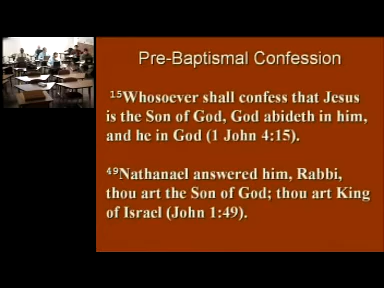 Pre-Baptismal Confession
15Whosoever shall confess that Jesus
is the Son of God, God abideth in him,
and he in God (1 John 4:15).
49Nathanael answered him, Rabbi,
thou art the Son of God; thou art King
of Israel (John 1:49).